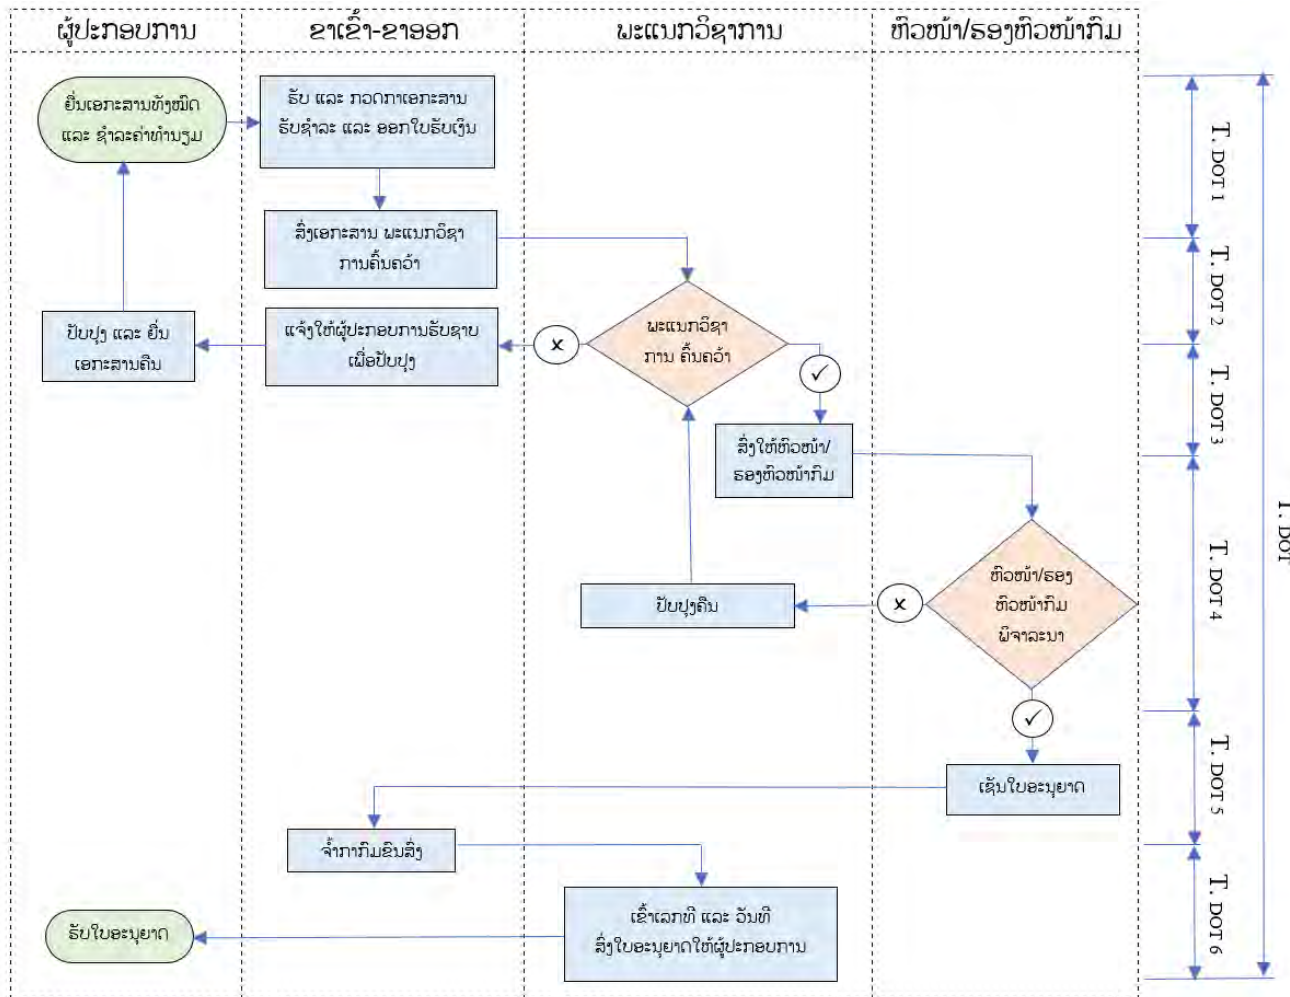 ຜູ້ປະກອບການ
ຂາເຂົ້າ-ຂາອອກ
ພະແນກວິຊາການ
ຫົວໜ້າ/ຮອງຫົວໜ້າກົມ
ຍື່ນເອກະສານທັງໝົດ
ແລະ ຊຳລະຄ່າທຳນຽມ
ຮັບ ແລະ ກວດກາເອກະສານ
ຮັບຊຳລະ ແລະ ອອກໃບຮັບເງິນ
T. DOT 1
ສົ່ງເອກະສານ ພະແນກວິຊາ
ການຄົ້ນຄວ້າ
T. DOT 2
ປັບປຸງ ແລະ ຍື່ນ
ເອກະສານຄືນ
ແຈ້ງໃຫ້ຜູ້ປະກອບການຮັບຊາບ
ເພື່ອປັບປຸງ
x
ພະແນກວິຊາ
ການ ຄົ້ນຄວ້າ
✓
T. DOT 3
ສົ່ງໃຫ້ຫົວໜ້າ/
ຮອງຫົວໜ້າກົມ
T. DOT
ປັບປຸງຄືນ
x
ຫົວໜ້າ/ຮອງ
ຫົວໜ້າກົມ
ພິຈາລະນາ
T. DOT 4
✓
ເຊັນໃບອະນຸຍາດ
T. DOT 5
ຈ້ຳກາກົມຂົນສົ່ງ
ເຂົ້າເລກທີ ແລະ ວັນທີ
ສົ່ງໃບອະນຸຍາດໃຫ້ຜູ້ປະກອບການ
ຮັບໃບອະນຸຍາດ
T. DOT 6